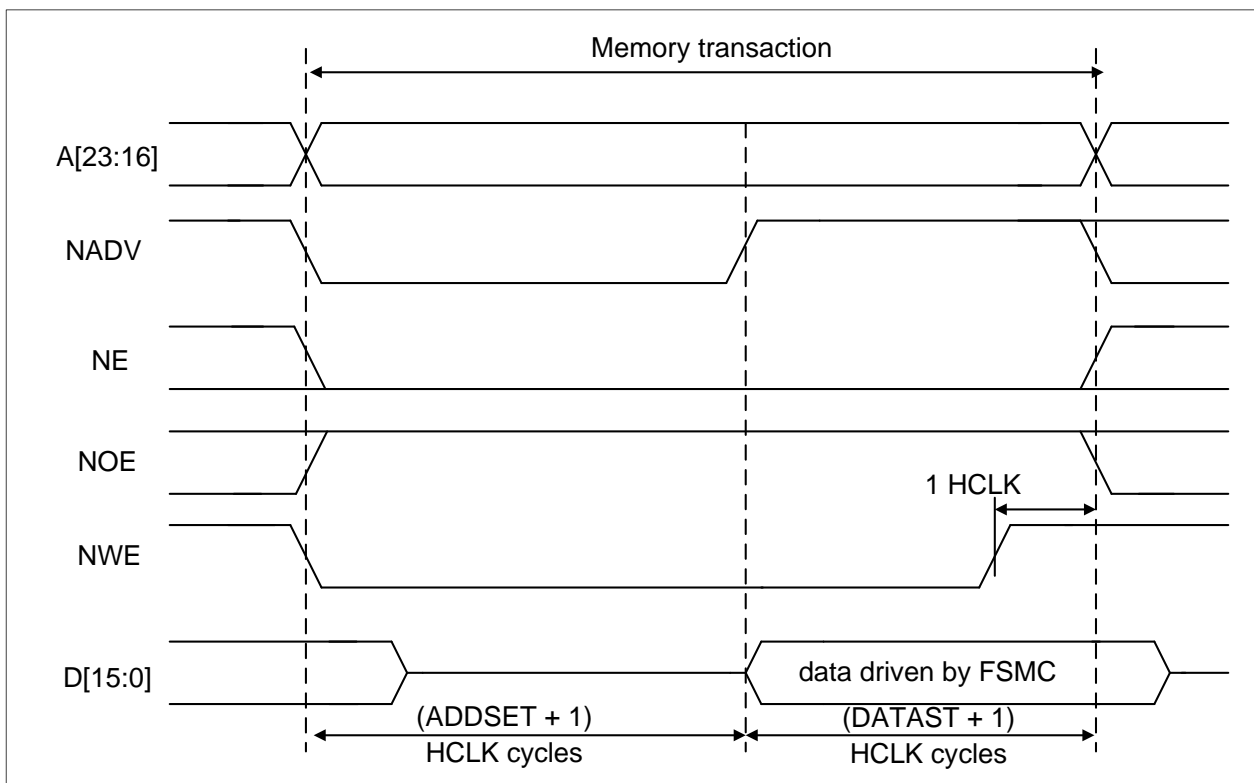 Memory transaction
A[23:16]
NADV
NE
NOE
1 HCLK
NWE
D[15:0]
data driven by FSMC
(ADDSET + 1)
HCLK cycles
(DATAST + 1)
HCLK cycles